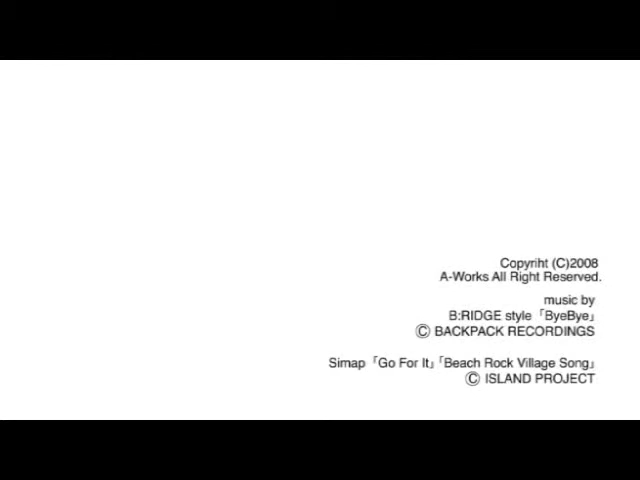 Copyriht (C)2008
A-Works All Right Reserved.
music by
B:RIDGE style「ByeBye」
Ⓒ BACKPACK RECORDINGS
Simap「Go For It」「Beach Rock Village Song」
Ⓒ ISLAND PROJECT